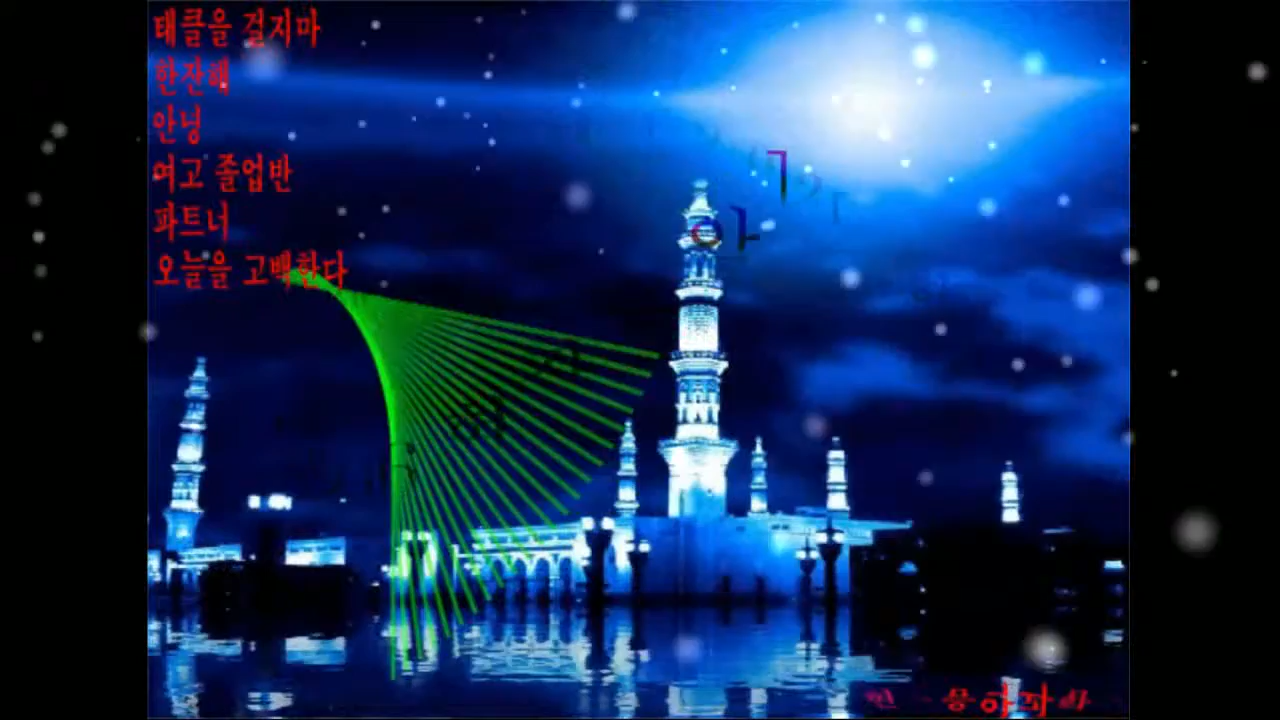 태클을 걸지마
한잔해
안녕
여고 졸업반
파트너
오늘을 고백한다